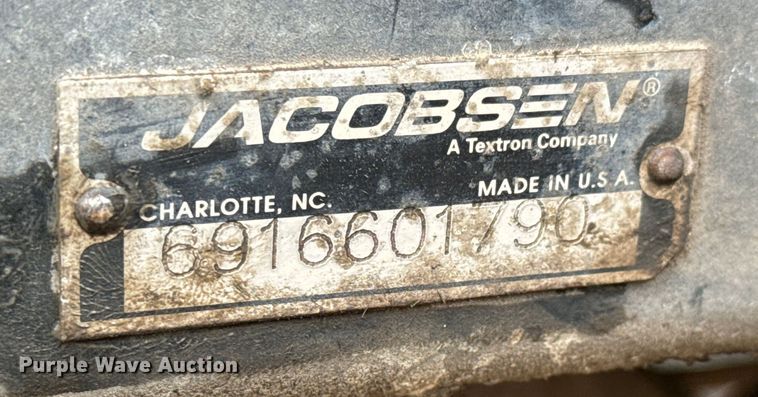 JACOBSEN®
A Textron Company
CHARLOTTE, NC. MADE IN U.S.A.
6916601790
Purple Wave Auction